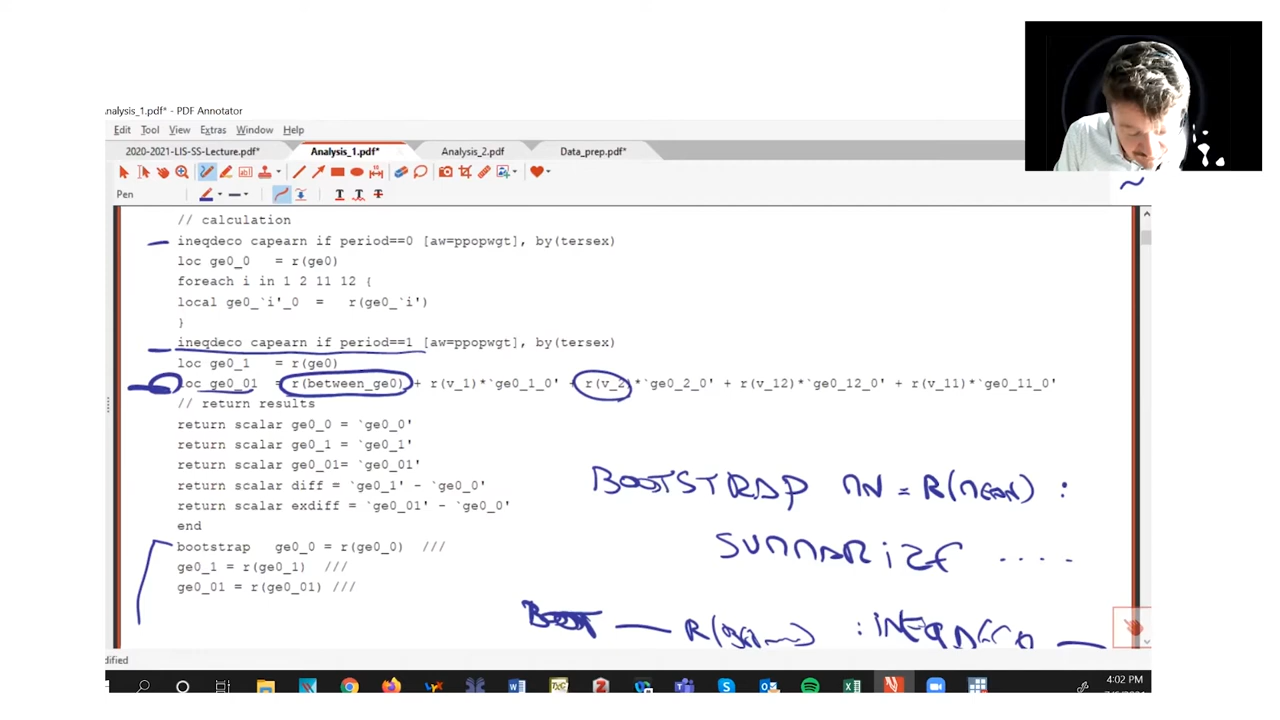 nalysis_1.pdf* - PDF Annotator
Edit Tool View Extras Window Help
2020-2021-LIS-SS-Lecture.pdf* Analysis_1.pdf* Analysis_2.pdf Data_prep.pdf*
Pen
// calculation
ineqdeco capearn if period==0 [aw=ppopwgt], by(tersex)
loc ge0_0 = r(ge0)
foreach i in 1 2 11 12 {
local ge0_`i'_0 = r(ge0_`i')
}
ineqdeco capearn if period==1 [aw=ppopwgt], by(tersex)
loc ge0_1 = r(ge0)
loc ge0_01 = r(between_ge0) + r(v_1)*`ge0_1_0' + r(v_2)*`ge0_2_0' + r(v_12)*`ge0_12_0' + r(v_11)*`ge0_11_0'
// return results
return scalar ge0_0 = `ge0_0'
return scalar ge0_1 = `ge0_1'
return scalar ge0_01= `ge0_01'
return scalar diff = `ge0_1' - `ge0_0'
return scalar exdiff = `ge0_01' - `ge0_0'
end
BOOTSTRAP MN = R(MEAN) :
SUMMARIZE ....
bootstrap ge0_0 = r(ge0_0) ///
ge0_1 = r(ge0_1) ///
ge0_01 = r(ge0_01) ///
: INEQDECO
dified
4:02 PM